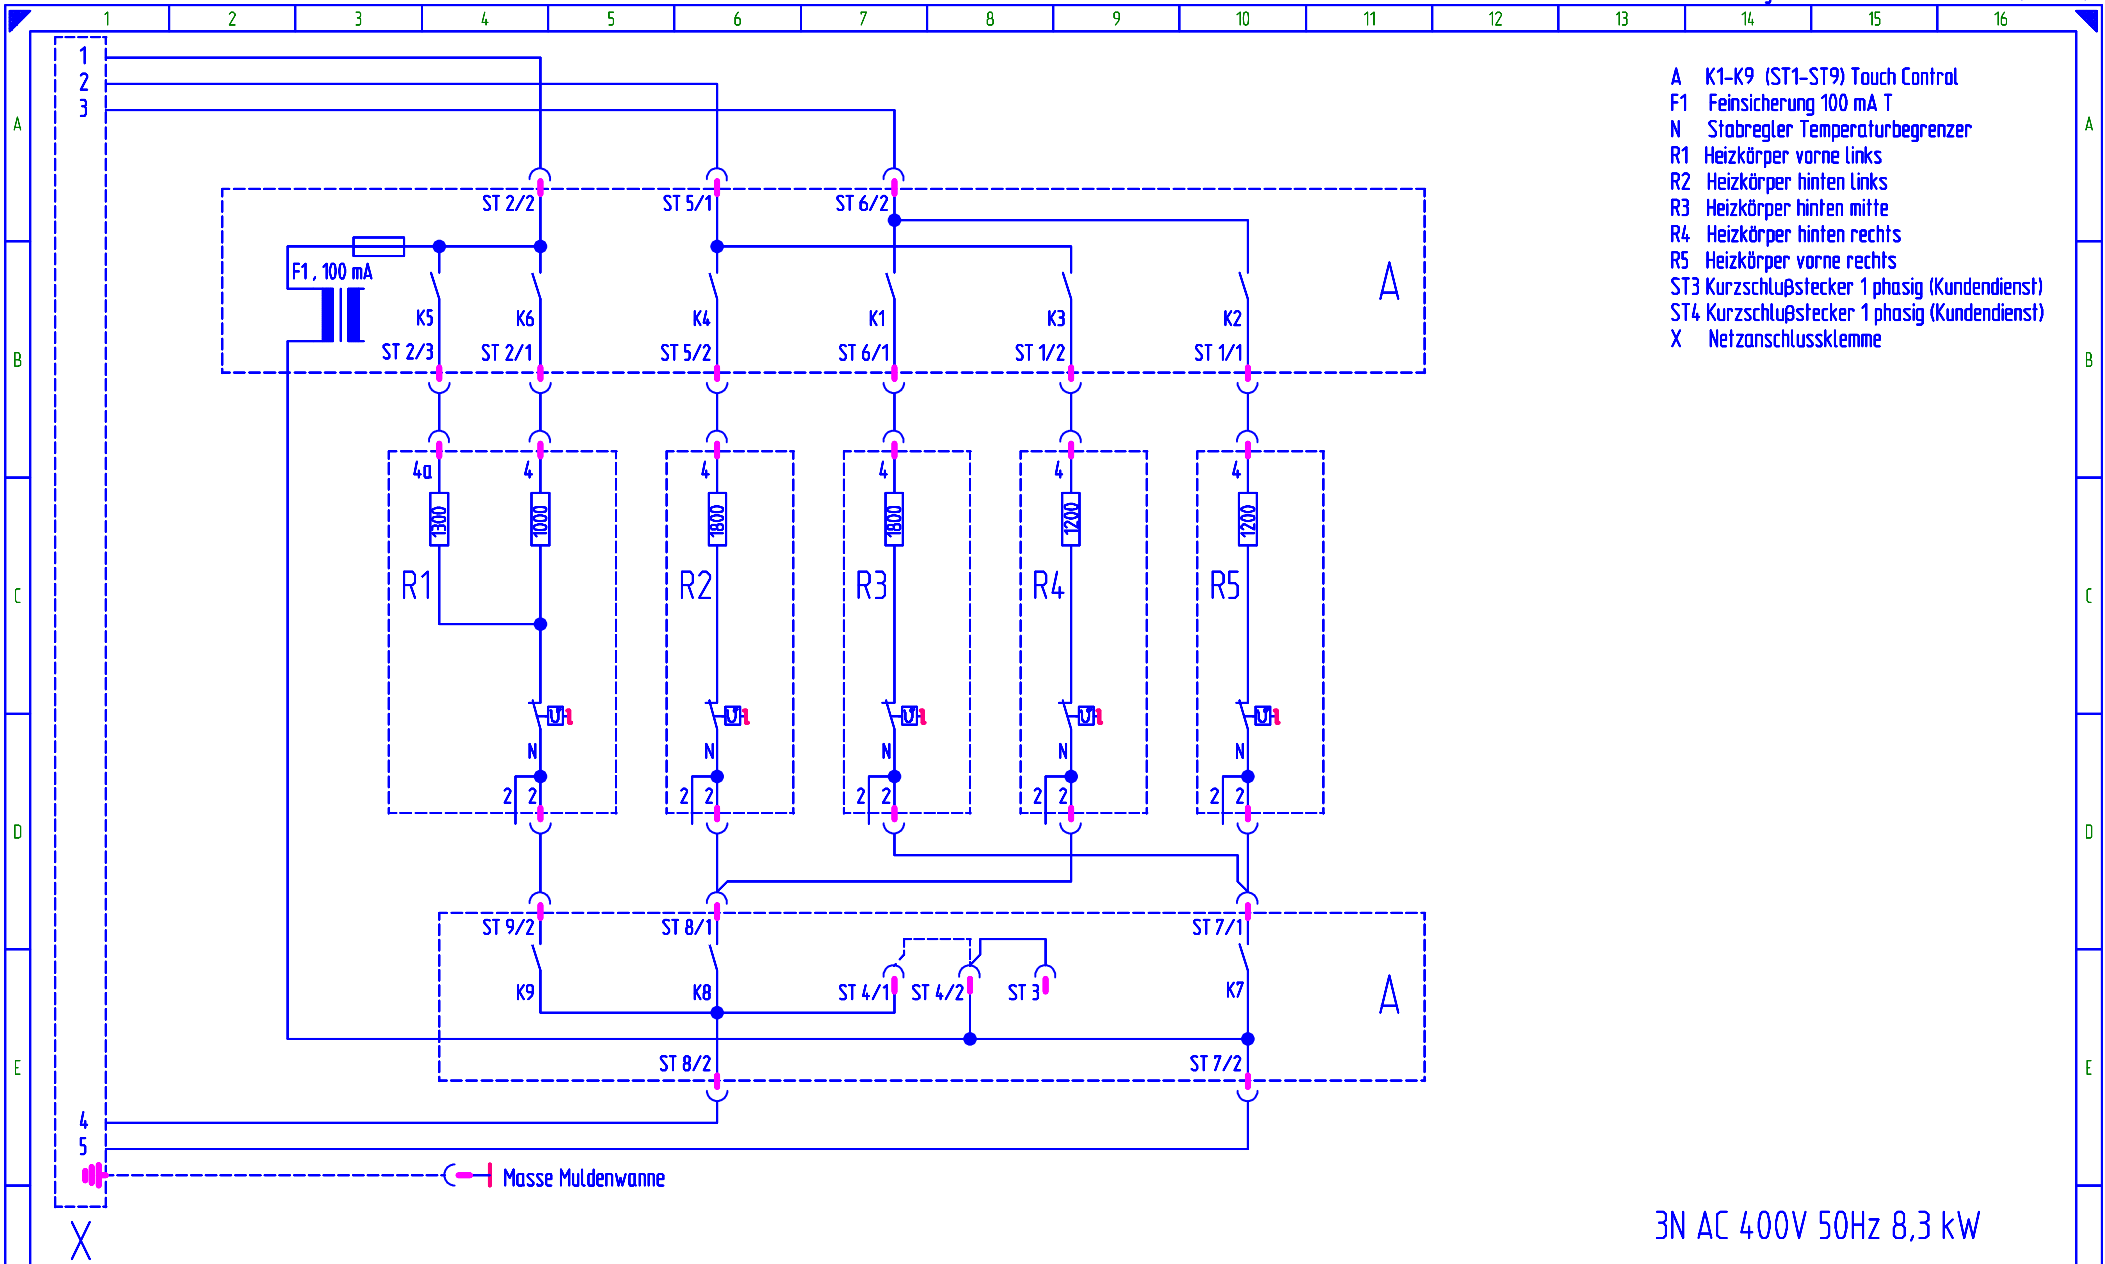 1 2 3 4 5 6 7 8 9 10 11 12 13 14 15 16
1
2
3
A A
A K1-K9 (ST1-ST9) Touch Control
F1 Feinsicherung 100 mA T
N Stabregler Temperaturbegrenzer
R1 Heizkörper vorne links
R2 Heizkörper hinten links
R3 Heizkörper hinten mitte
R4 Heizkörper hinten rechts
R5 Heizkörper vorne rechts
ST3 Kurzschlußstecker 1 phasig (Kundendienst)
ST4 Kurzschlußstecker 1 phasig (Kundendienst)
X Netzanschlussklemme
ST 2/2 ST 5/1 ST 6/2
F1, 100 mA A
K5 K6 K4 K1 K3 K2
ST 2/3 ST 2/1 ST 5/2 ST 6/1 ST 1/2 ST 1/1
B B
4a 4 4 4 4 4
1300 1000 1800 1800 1200 1200
R1 R2 R3 R4 R5
C C
N N N N N
2 2 2 2 2 2 2 2 2 2
D D
ST 9/2 ST 8/1 ST 7/1
K9 K8 ST 4/1 ST 4/2 ST 3 K7 A
ST 8/2 ST 7/2
E E
4
5
Masse Muldenwanne
X
3N AC 400V 50Hz 8,3 kW